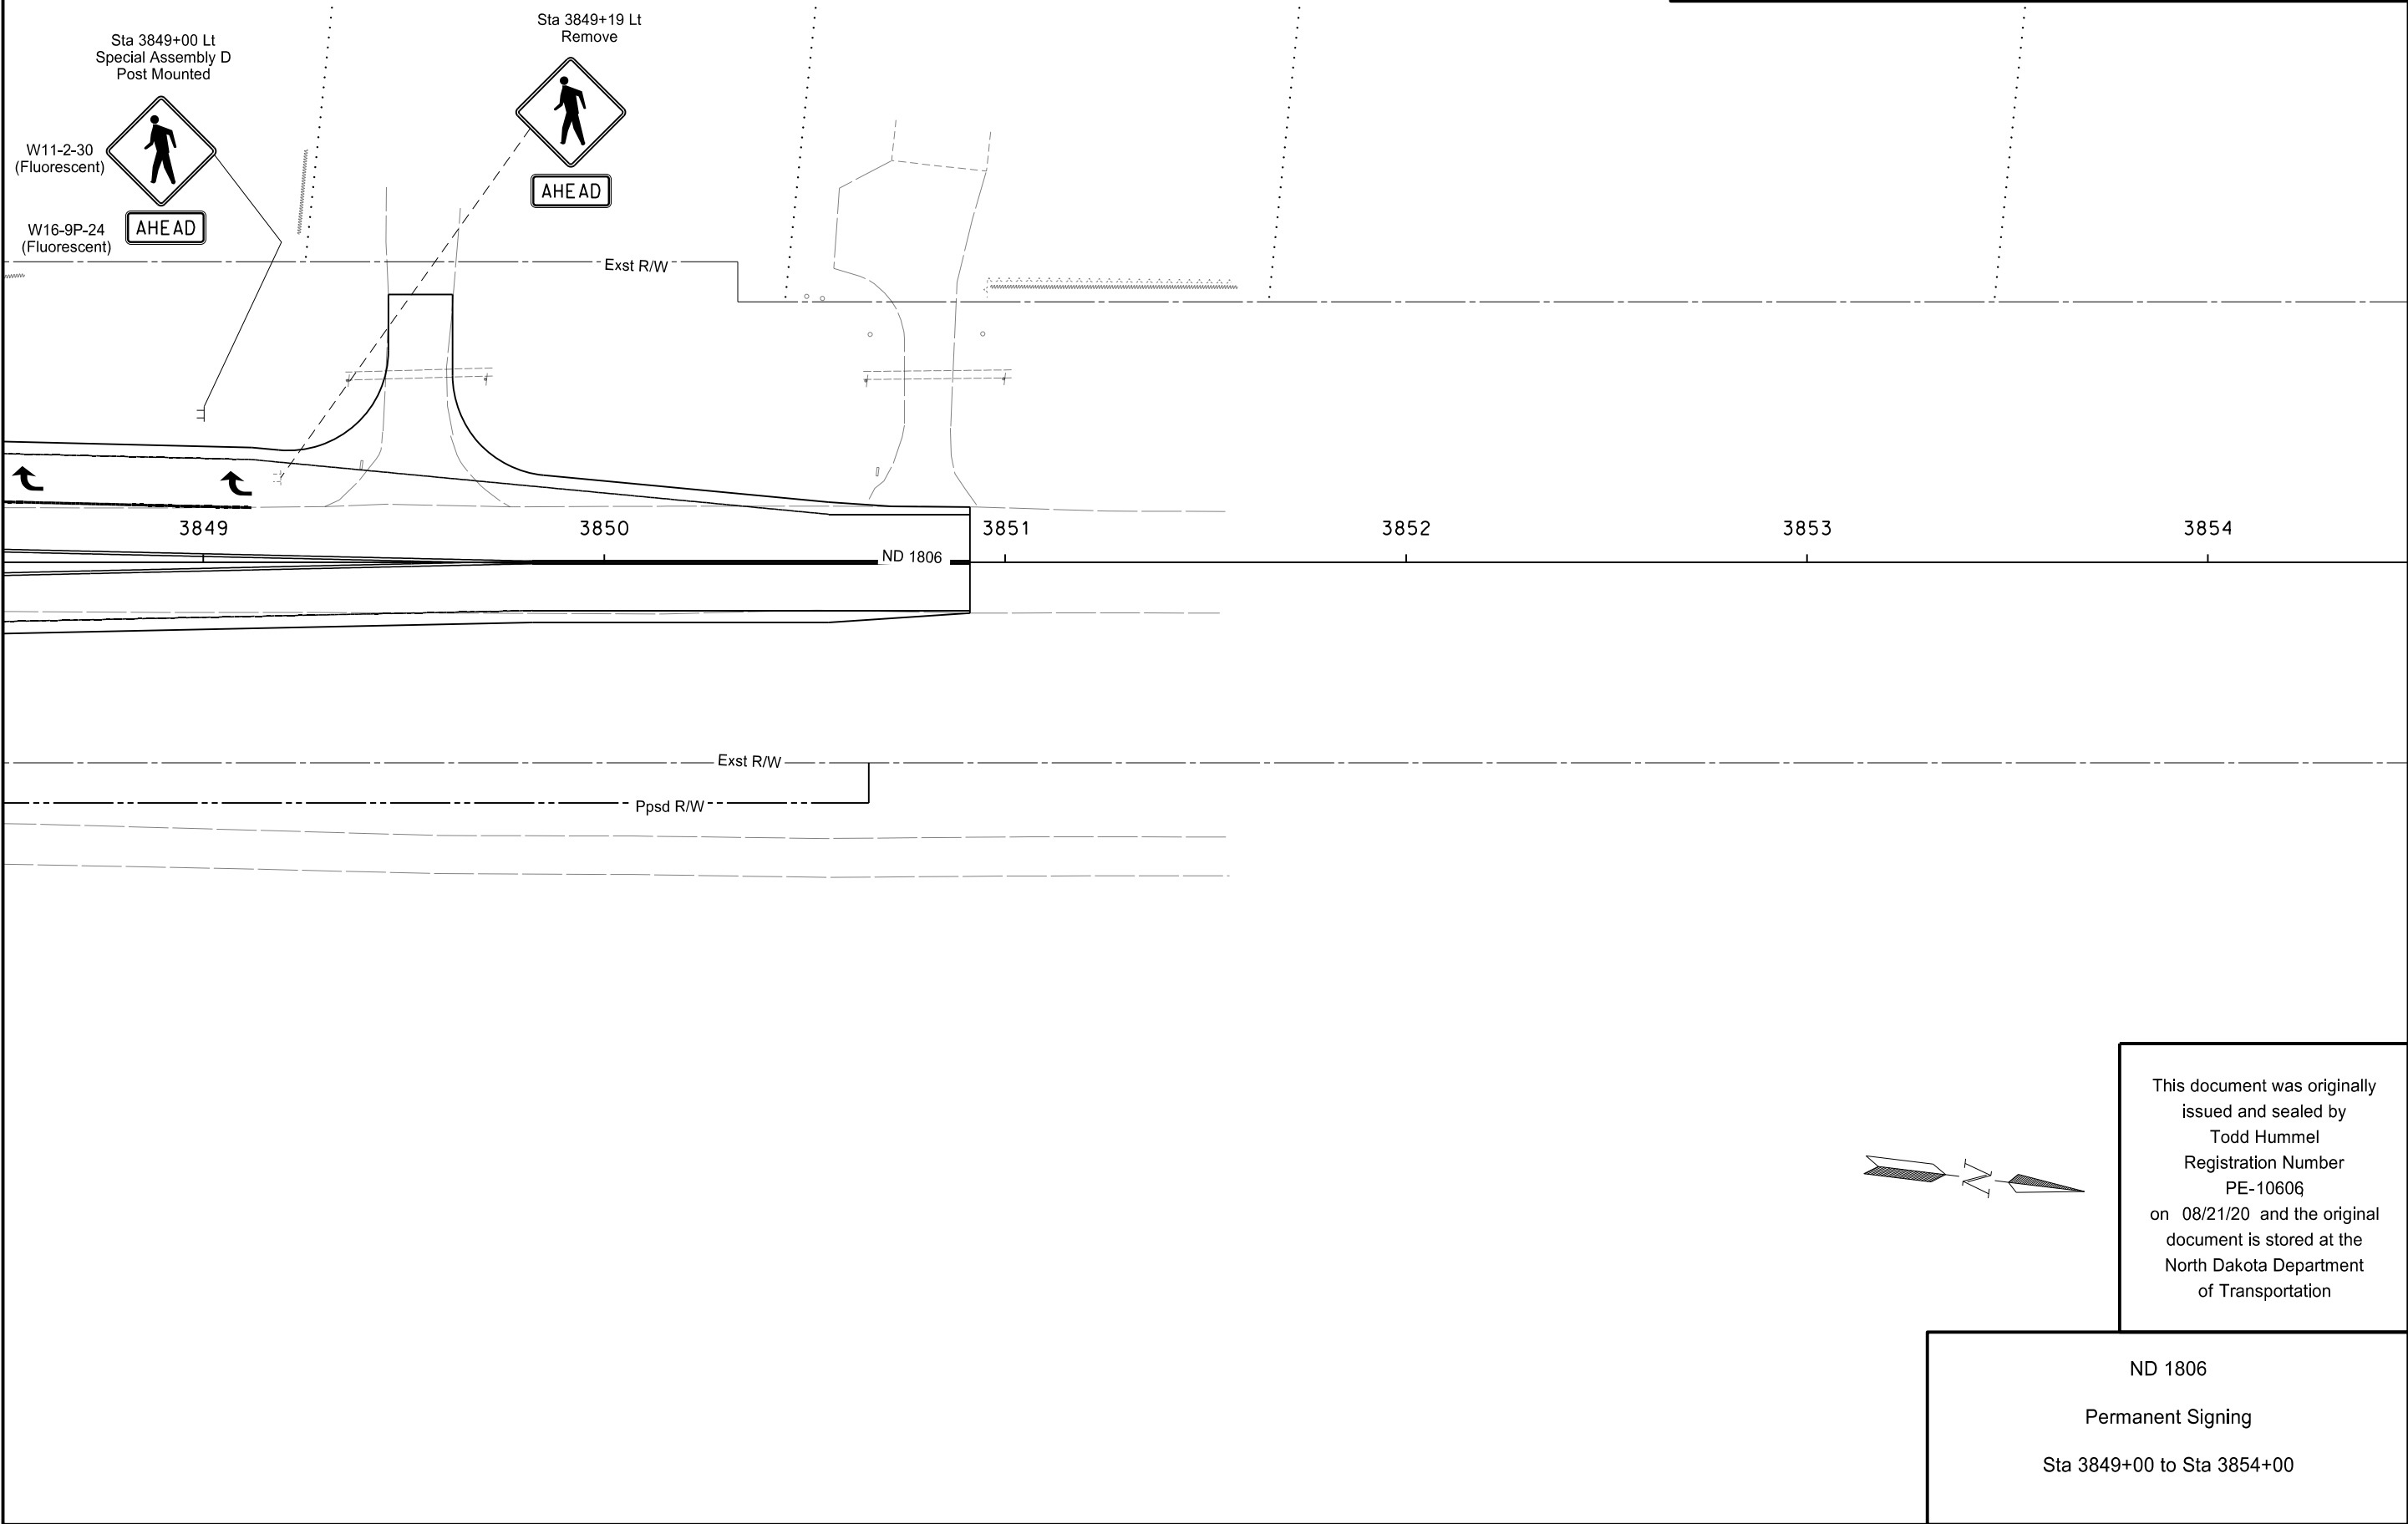 Sta 3849+00 Lt
Special Assembly D
Post Mounted
W11-2-30
(Fluorescent)
AHEAD
W16-9P-24
(Fluorescent)
Sta 3849+19 Lt
Remove
AHEAD
Exst R/W
3849
3850
3851
3852
3853
3854
ND 1806
Exst R/W
Ppsd R/W
N
This document was originally
issued and sealed by
Todd Hummel
Registration Number
PE-10606,
on 08/21/20 and the original
document is stored at the
North Dakota Department
of Transportation
ND 1806
Permanent Signing
Sta 3849+00 to Sta 3854+00